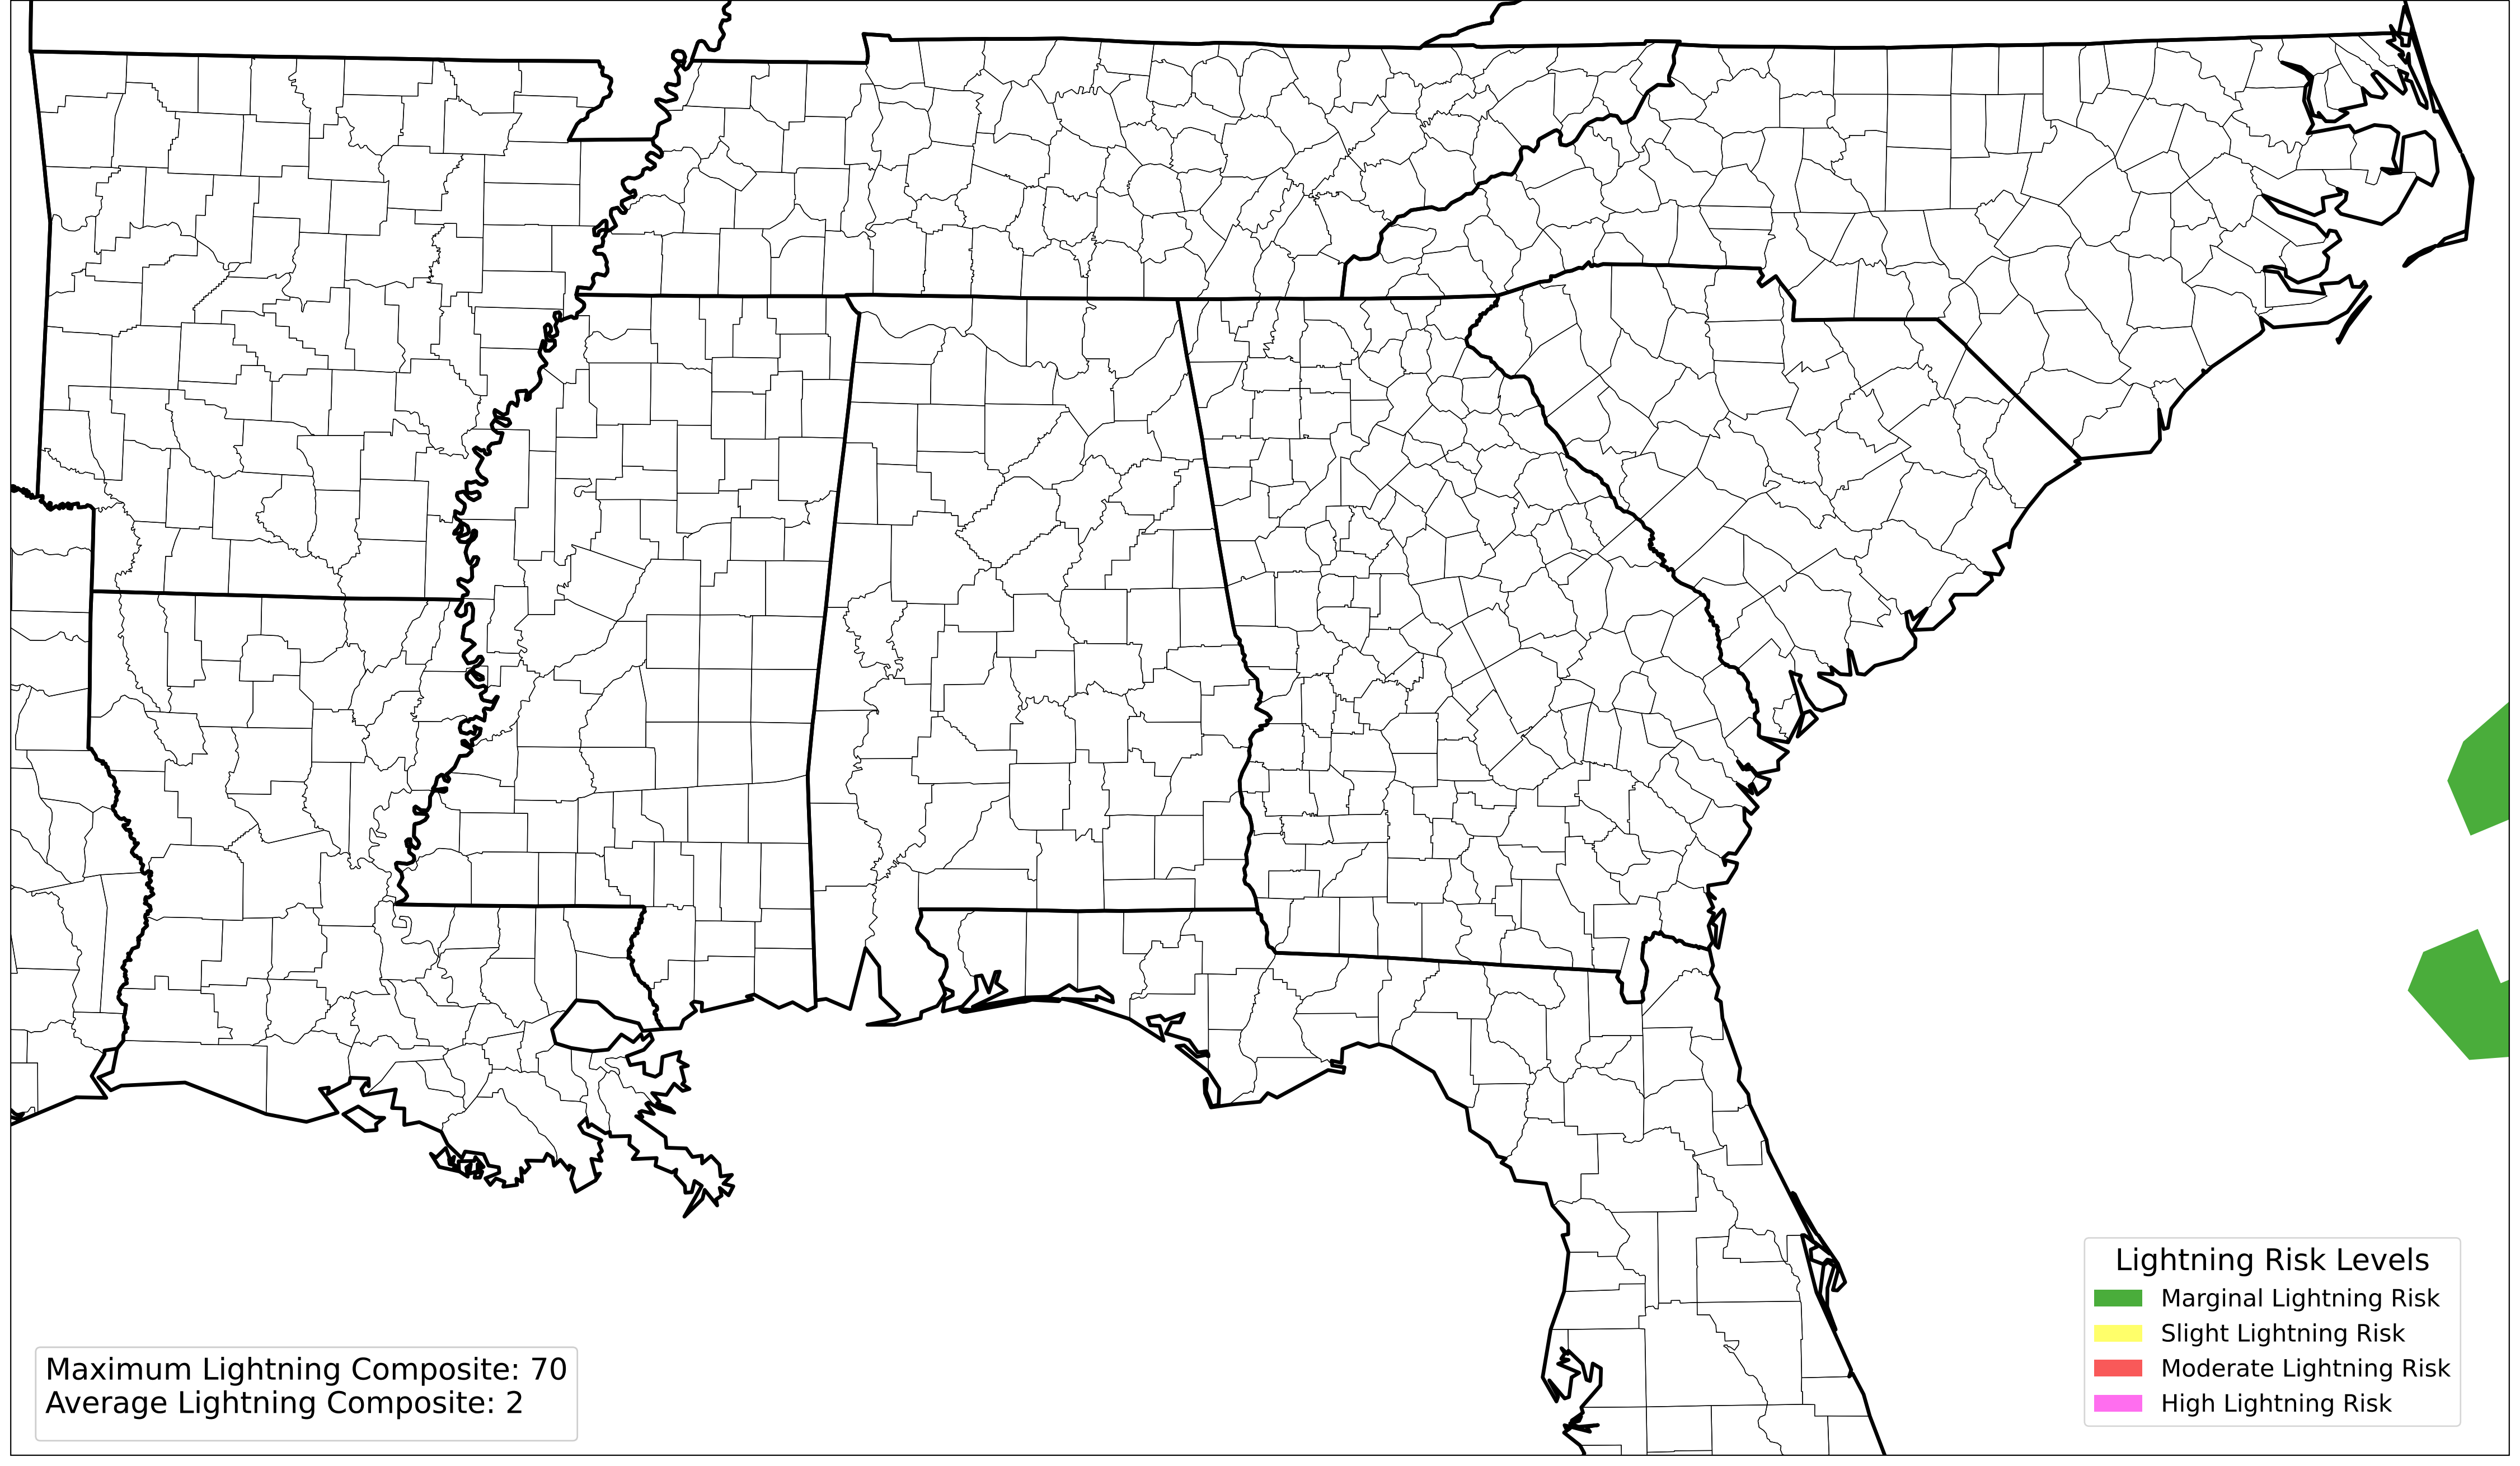 Lightning Risk Levels
Marginal Lightning Risk
Slight Lightning Risk
Moderate Lightning Risk
High Lightning Risk
Maximum Lightning Composite: 70
Average Lightning Composite: 2